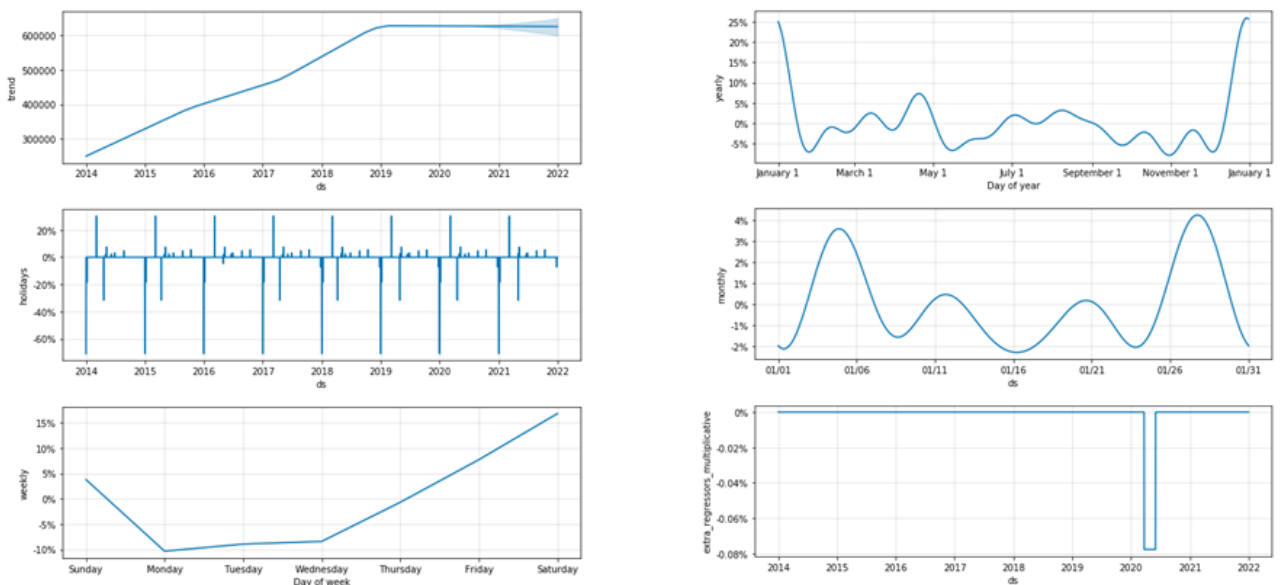 trend
600000
500000
400000
300000
2014 2015 2016 2017 2018 2019 2020 2021 2022
ds
yearly
25%
20%
15%
10%
5%
0%
-5%
January 1 March 1 May 1 July 1 September 1 November 1 January 1
Day of year
holidays
20%
0%
-20%
-40%
-60%
2014 2015 2016 2017 2018 2019 2020 2021 2022
ds
monthly
4%
3%
2%
1%
0%
-1%
-2%
01/01 01/06 01/11 01/16 01/21 01/26 01/31
ds
weekly
15%
10%
5%
0%
-5%
-10%
Sunday Monday Tuesday Wednesday Thursday Friday Saturday
Day of week
extra_regressors_multiplicative
0%
-0.02%
-0.04%
-0.06%
-0.08%
2014 2015 2016 2017 2018 2019 2020 2021 2022
ds